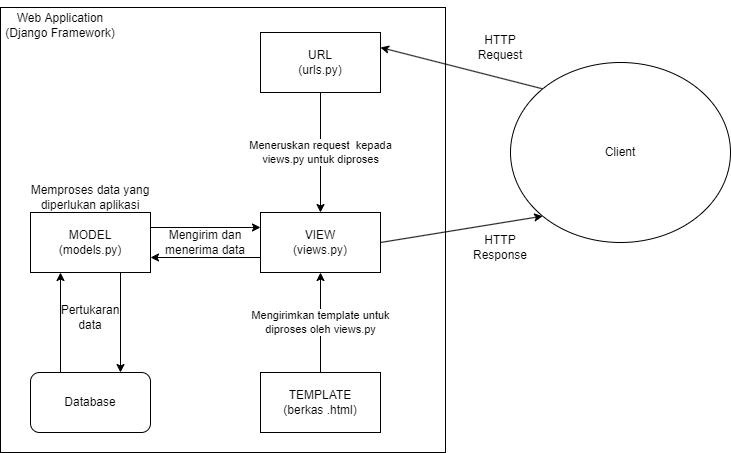 Web Application
(Django Framework)
URL
(urls.py)
HTTP
Request
Meneruskan request kepada
views.py untuk diproses
Client
Memproses data yang
diperlukan aplikasi
MODEL
(models.py)
Mengirim dan
menerima data
VIEW
(views.py)
HTTP
Response
Pertukaran
data
Mengirimkan template untuk
diproses oleh views.py
Database
TEMPLATE
(berkas .html)